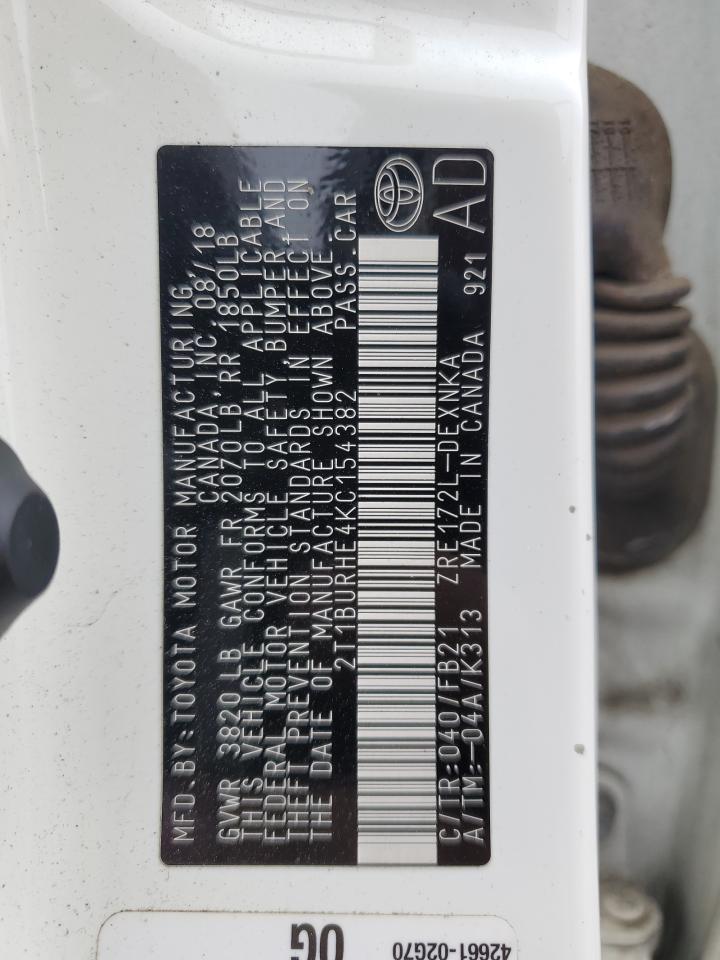 MFD. BY: TOYOTA MOTOR MANUFACTURING
CANADA, INC. 08/18
GVWR 3820 LB GAWR FR 2070LB RR 1850LB
THIS VEHICLE CONFORMS TO ALL APPLICABLE
FEDERAL MOTOR VEHICLE SAFETY, BUMPER, AND
THEFT PREVENTION STANDARDS IN EFFECT ON
THE DATE OF MANUFACTURE SHOWN ABOVE.
2T1BURHE4KC154382 PASS. CAR
C/TR: 040/FB21 ZRE172L-DEXNKA
A/TM: -04A/K313 MADE IN CANADA 921
AD
0G
42661-02G70